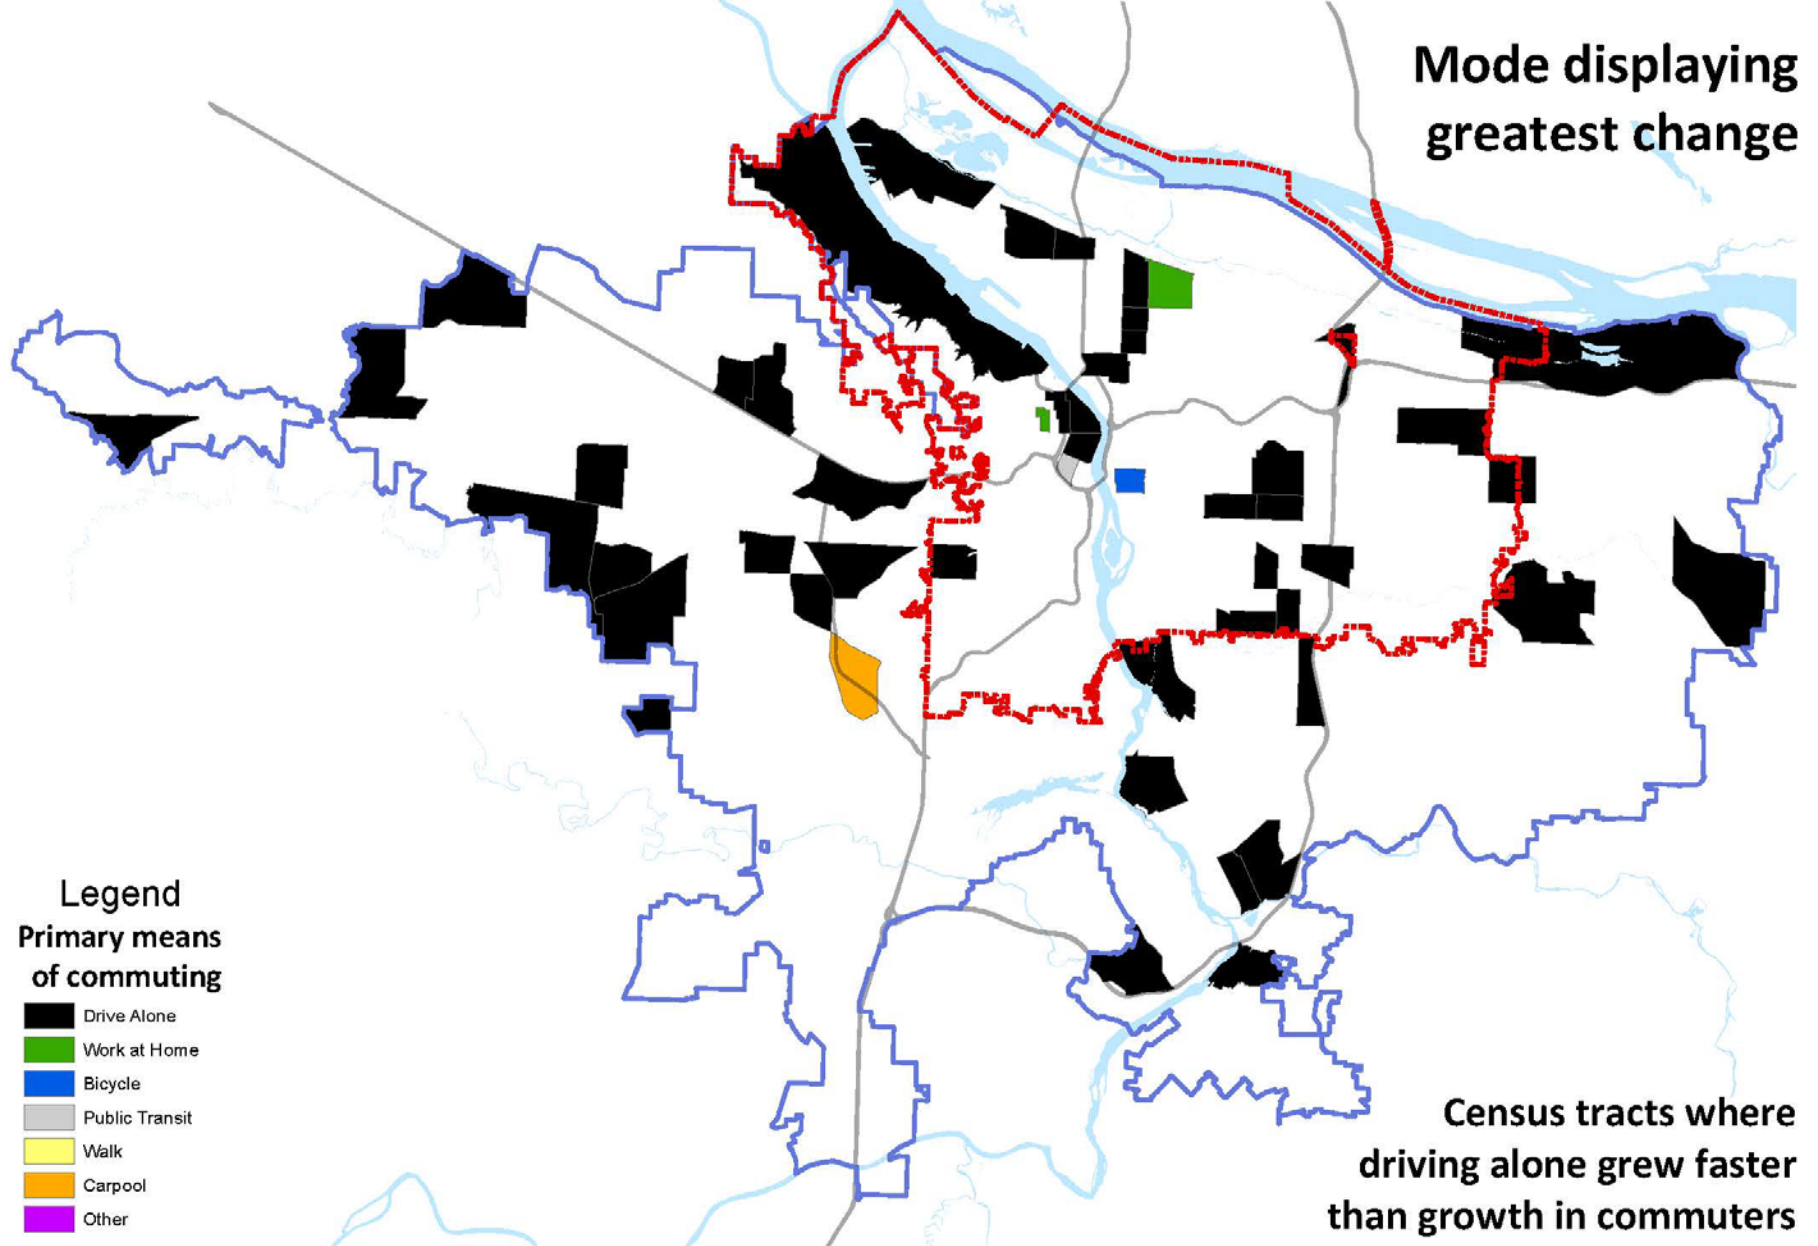 Mode displaying
greatest change
Legend
Primary means
of commuting
Drive Alone
Work at Home
Bicycle
Public Transit
Walk
Carpool
Other
Census tracts where
driving alone grew faster
than growth in commuters